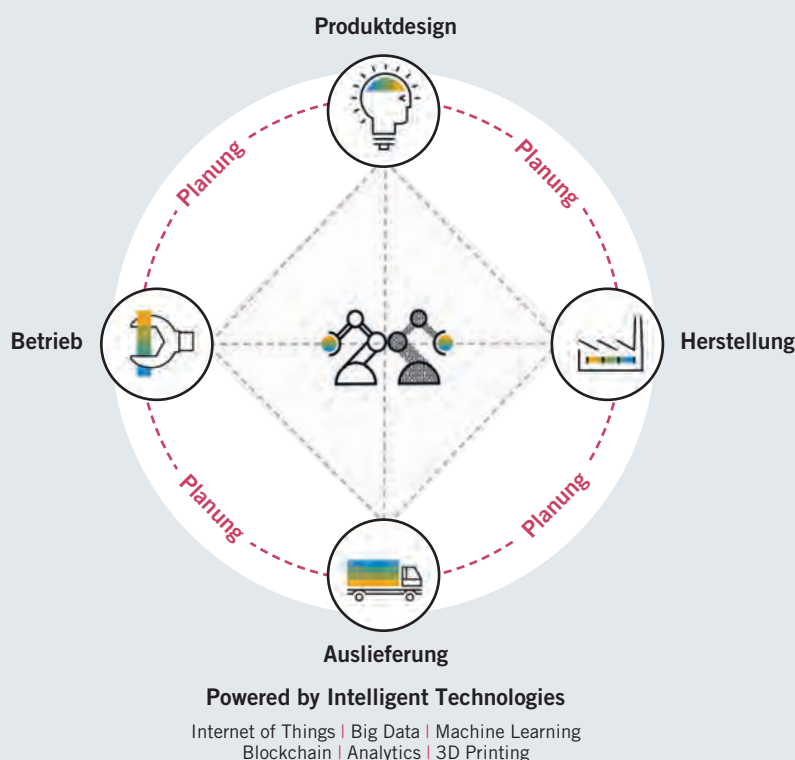 Produktdesign
Planung
Planung
Betrieb
Herstellung
Planung
Planung
Auslieferung
Powered by Intelligent Technologies
Internet of Things | Big Data | Machine Learning
Blockchain | Analytics | 3D Printing